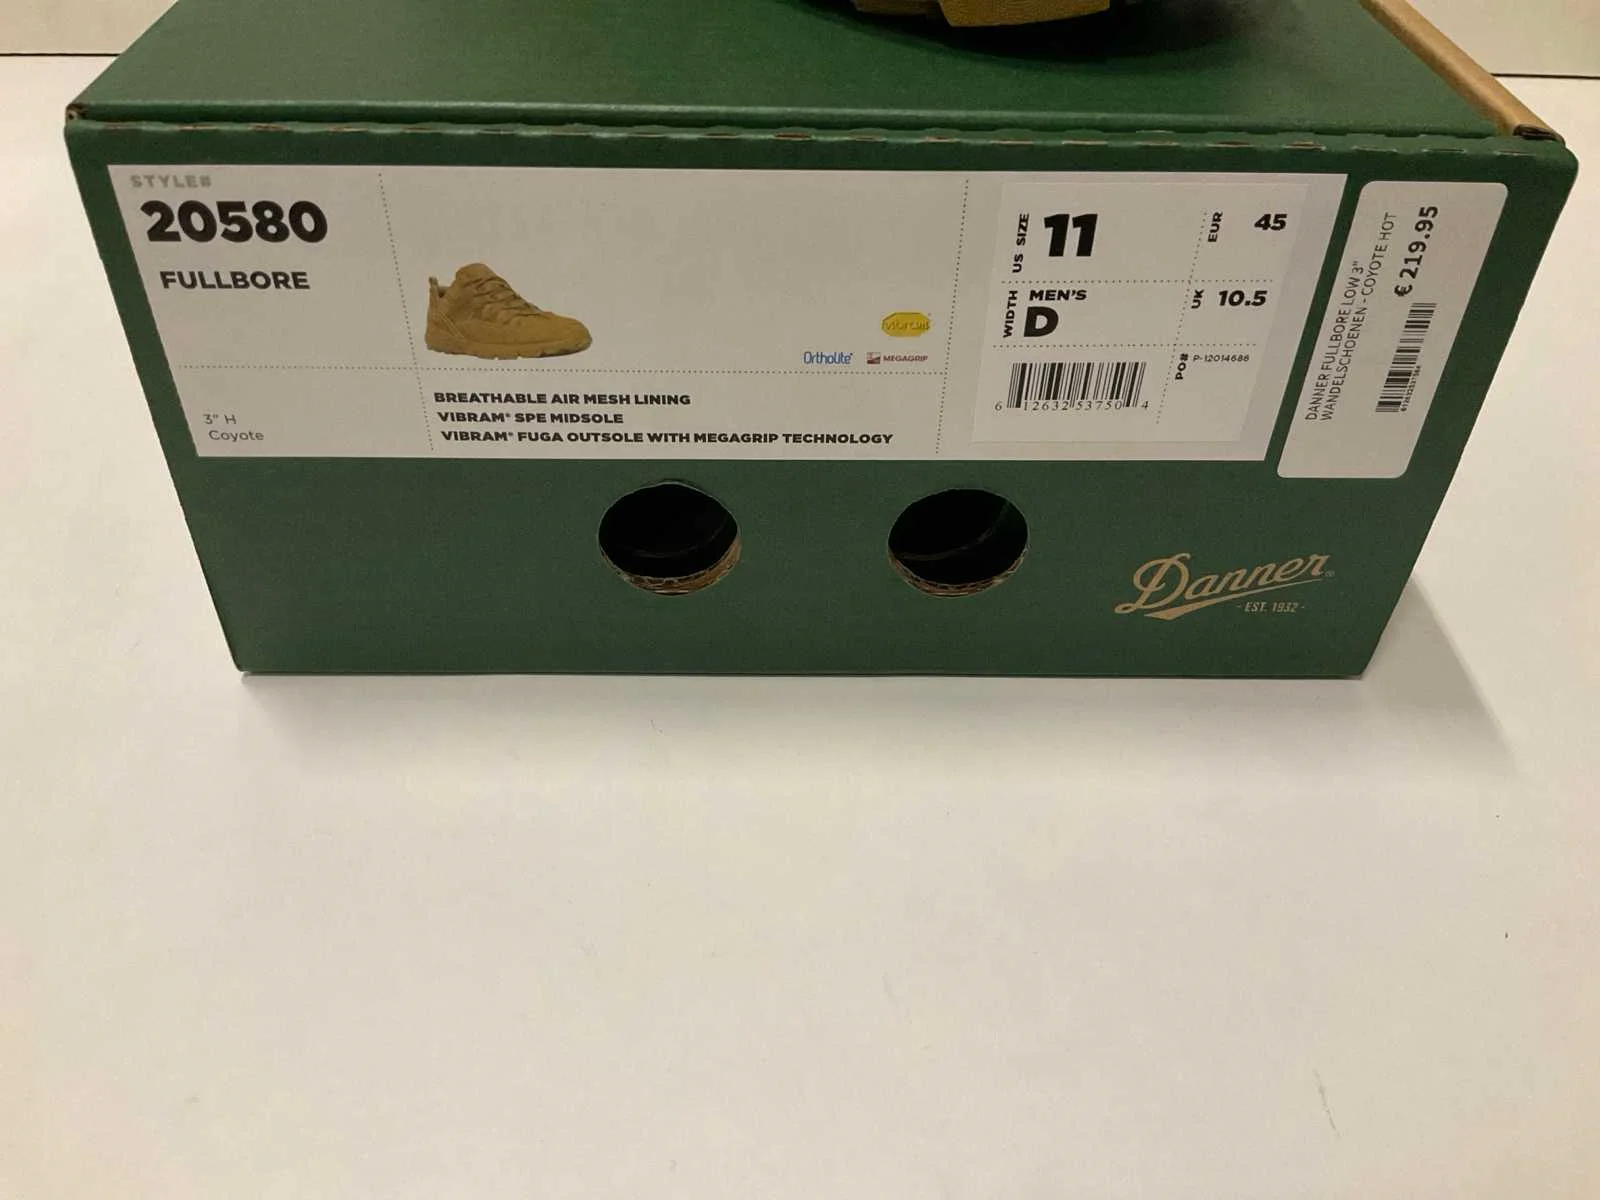 STYLE#
20580
FULLBORE
3" H
Coyote
vibram
OrthoLite®
MEGAGRIP
BREATHABLE AIR MESH LINING
VIBRAM® SPE MIDSOLE
VIBRAM® FUGA OUTSOLE WITH MEGAGRIP TECHNOLOGY
US SIZE
11
EUR
45
WIDTH
MEN'S
D
UK
10.5
6 12632 53750 4
PO#
P-12014686
DANNER FULLBORE LOW 3"
WANDELSCHOENEN - COYOTE HOT
€ 219.95
Danner®
- EST. 1932 -